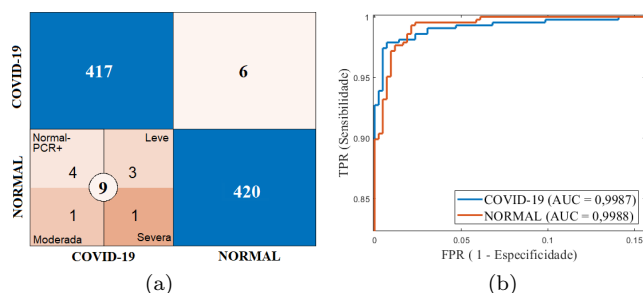 COVID-19
417
6
NORMAL
Normal-
PCR+
Leve
4
3
9
1
1
Moderada
Severa
420
COVID-19
NORMAL
(a)
TPR (Sensibilidade)
1
0.95
0.9
0.85
COVID-19 (AUC = 0,9987)
NORMAL (AUC = 0,9988)
0
0.05
0.1
0.15
FPR ( 1 - Especificidade)
(b)